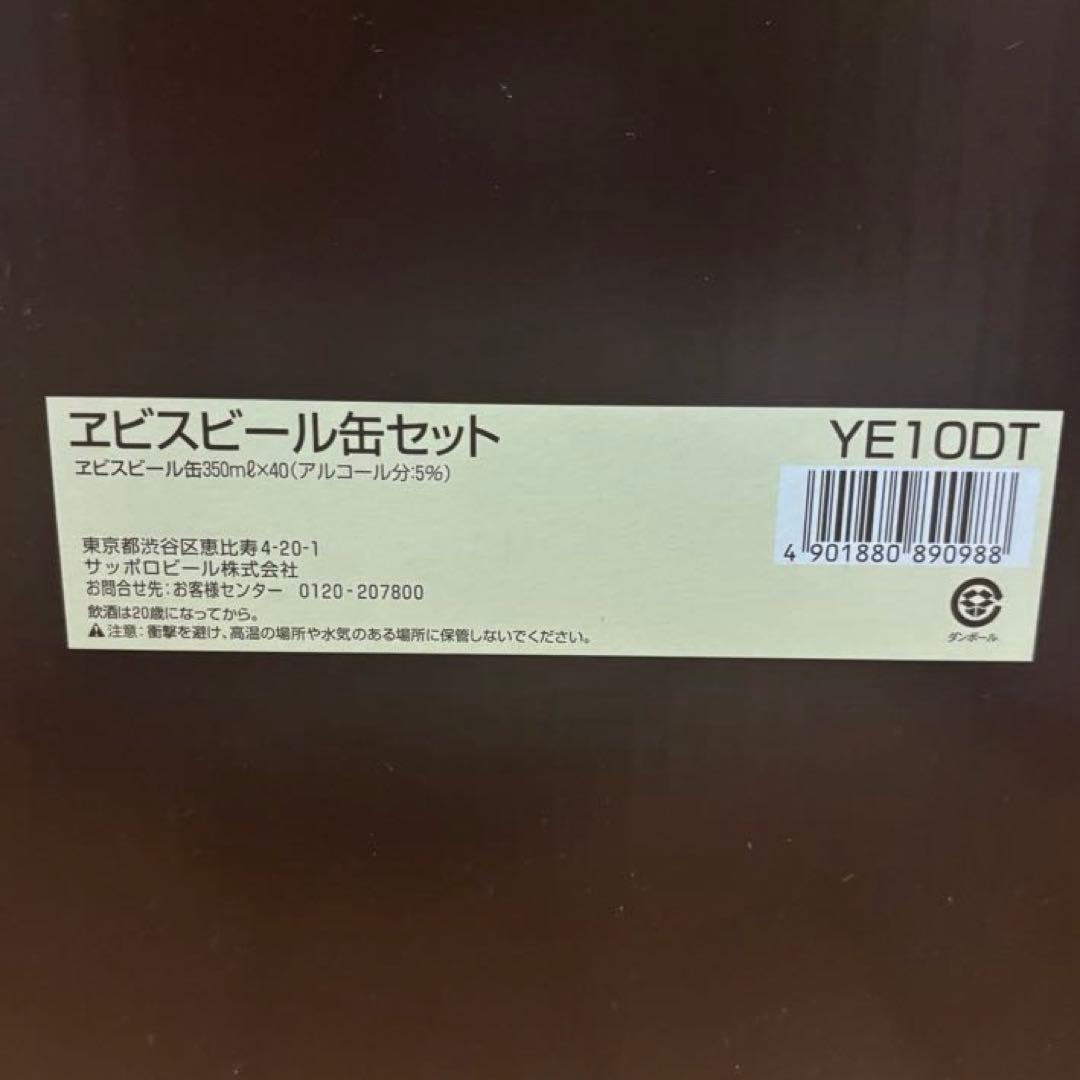 ヱビスビール缶セット
YE10DT
ヱビスビール缶350mℓ×40(アルコール分:5%)
4 901880 890988
東京都渋谷区恵比寿4-20-1
サッポロビール株式会社
お問合せ先:お客様センター 0120-207800
飲酒は20歳になってから。
⚠注意:衝撃を避け、高温の場所や水気のある場所に保管しないでください。
ダンボール